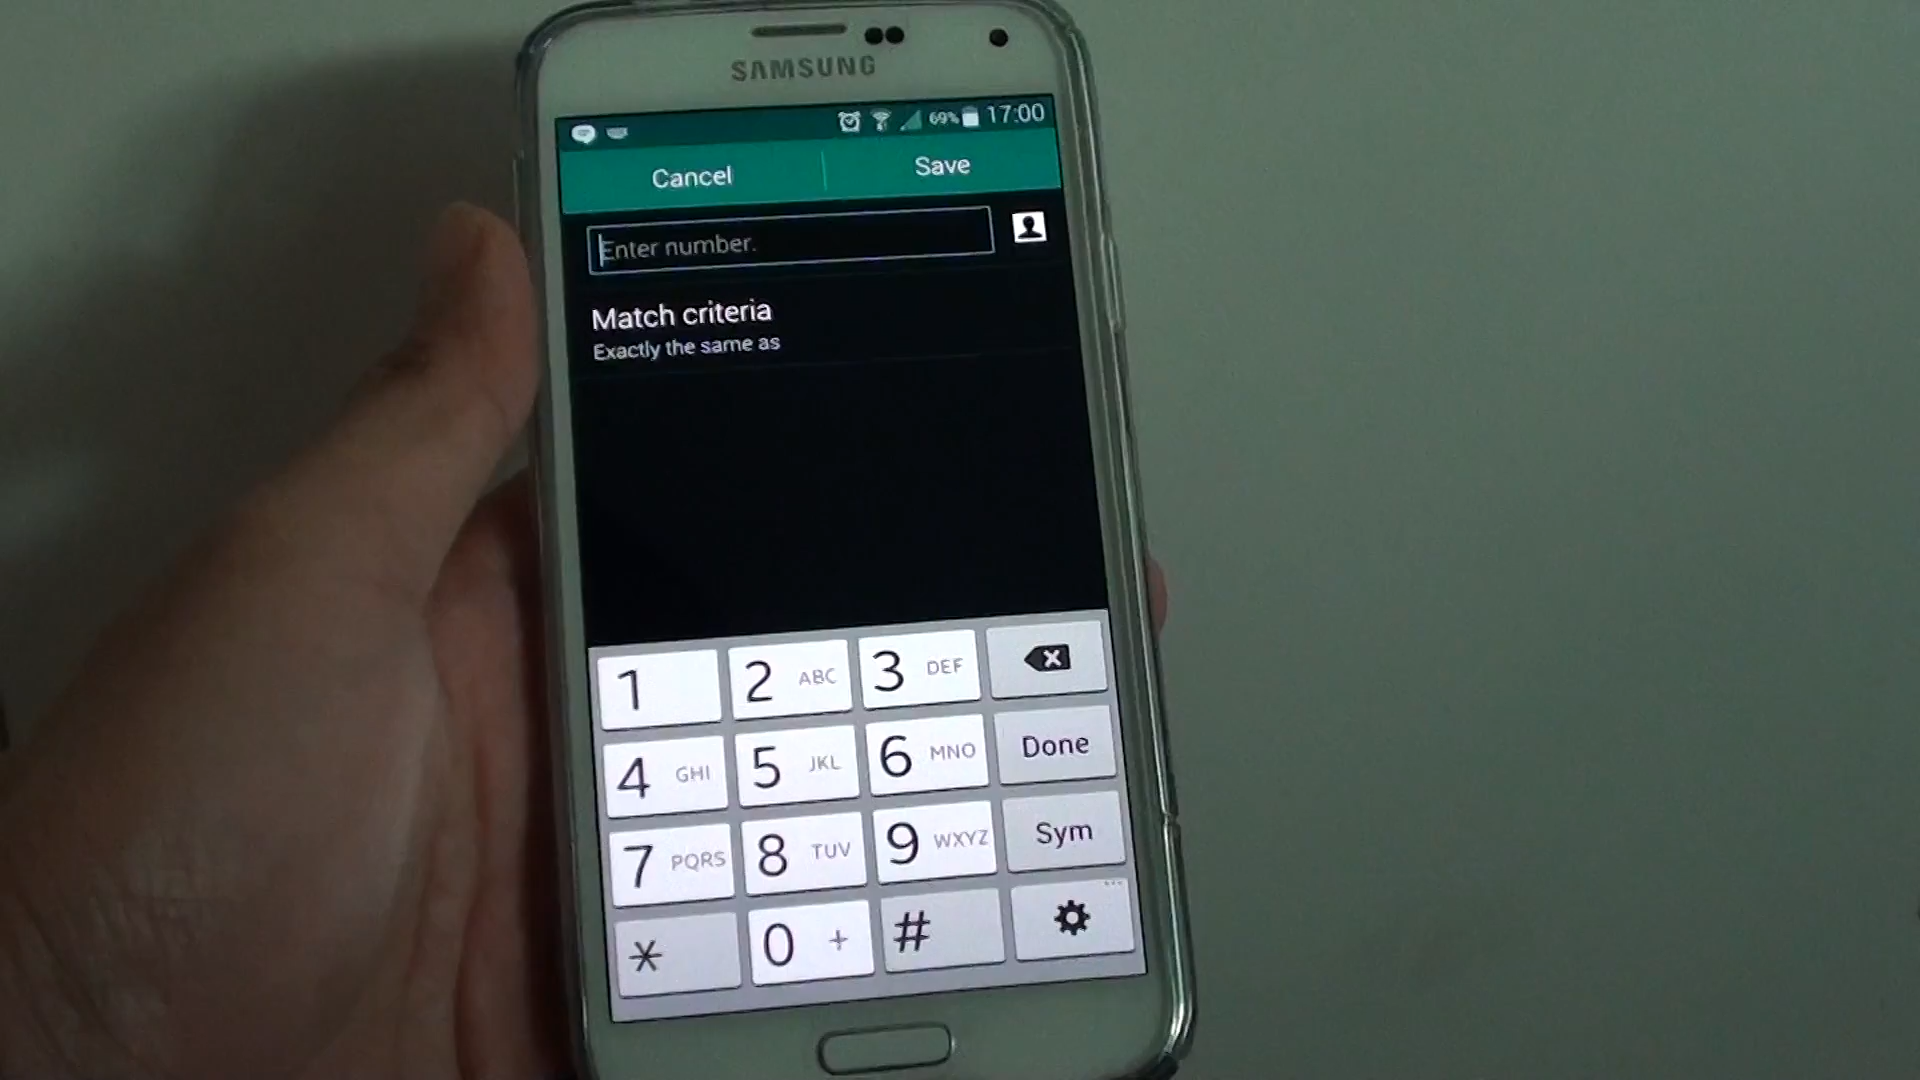 SAMSUNG
69% 17:00
Cancel Save
Enter number.
Match criteria
Exactly the same as
1 2 ABC 3 DEF
4 GHI 5 JKL 6 MNO Done
7 PQRS 8 TUV 9 WXYZ Sym
* 0 + #